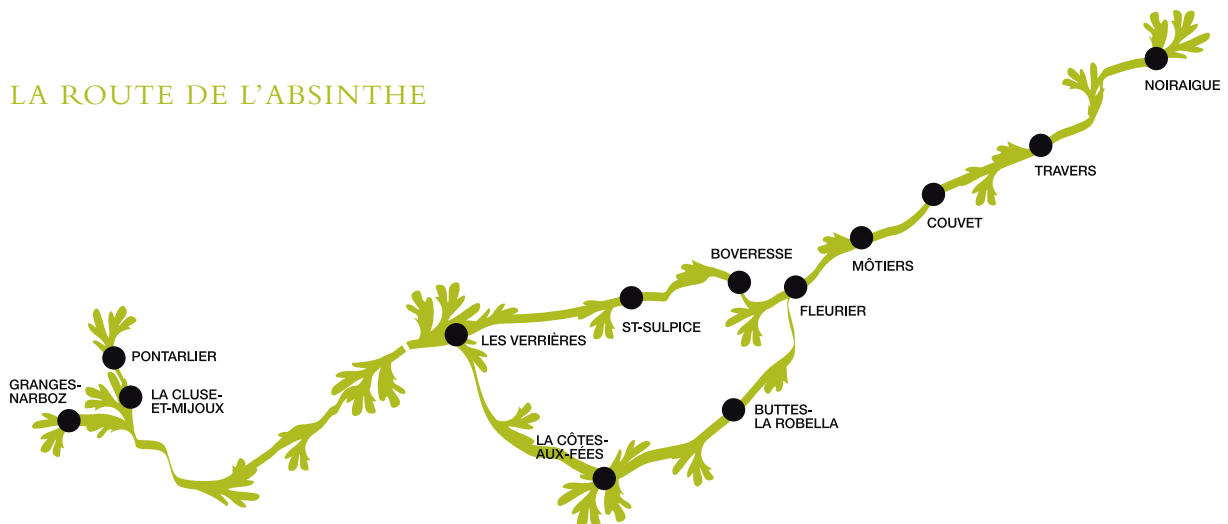 LA ROUTE DE L'ABSINTHE
NOIRAIGUE
TRAVERS
COUVET
MÔTIERS
BOVERESSE
FLEURIER
ST-SULPICE
LES VERRIÈRES
PONTARLIER
GRANGES-
NARBOZ
LA CLUSE-
ET-MIJOUX
BUTTES-
LA ROBELLA
LA CÔTES-
AUX-FÉES